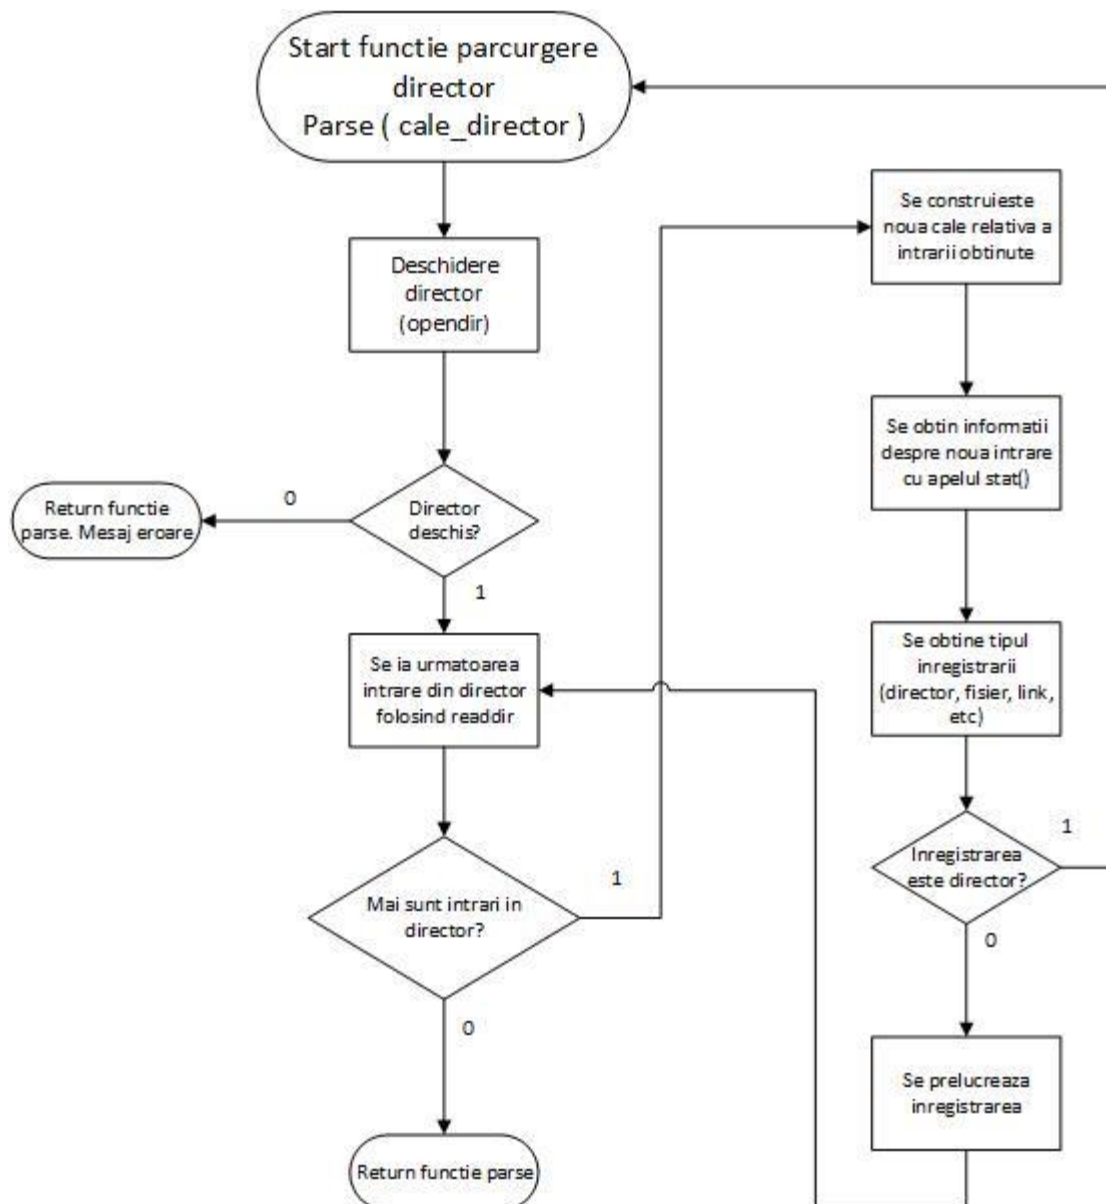 Start functie parcurgere
director
Parse ( cale_director )
Deschidere
director
(opendir)
Director
deschis?
0
Return functie
parse. Mesaj eroare
1
Se ia urmatoarea
intrare din director
folosind readdir
Mai sunt intrari in
director?
1
0
Return functie parse
Se construieste
noua cale relativa a
intrarii obtinute
Se obtin informatii
despre noua intrare
cu apelul stat()
Se obtine tipul
inregistrarii
(director, fisier, link,
etc)
Inregistrarea
este director?
1
0
Se prelucreaza
inregistrarea